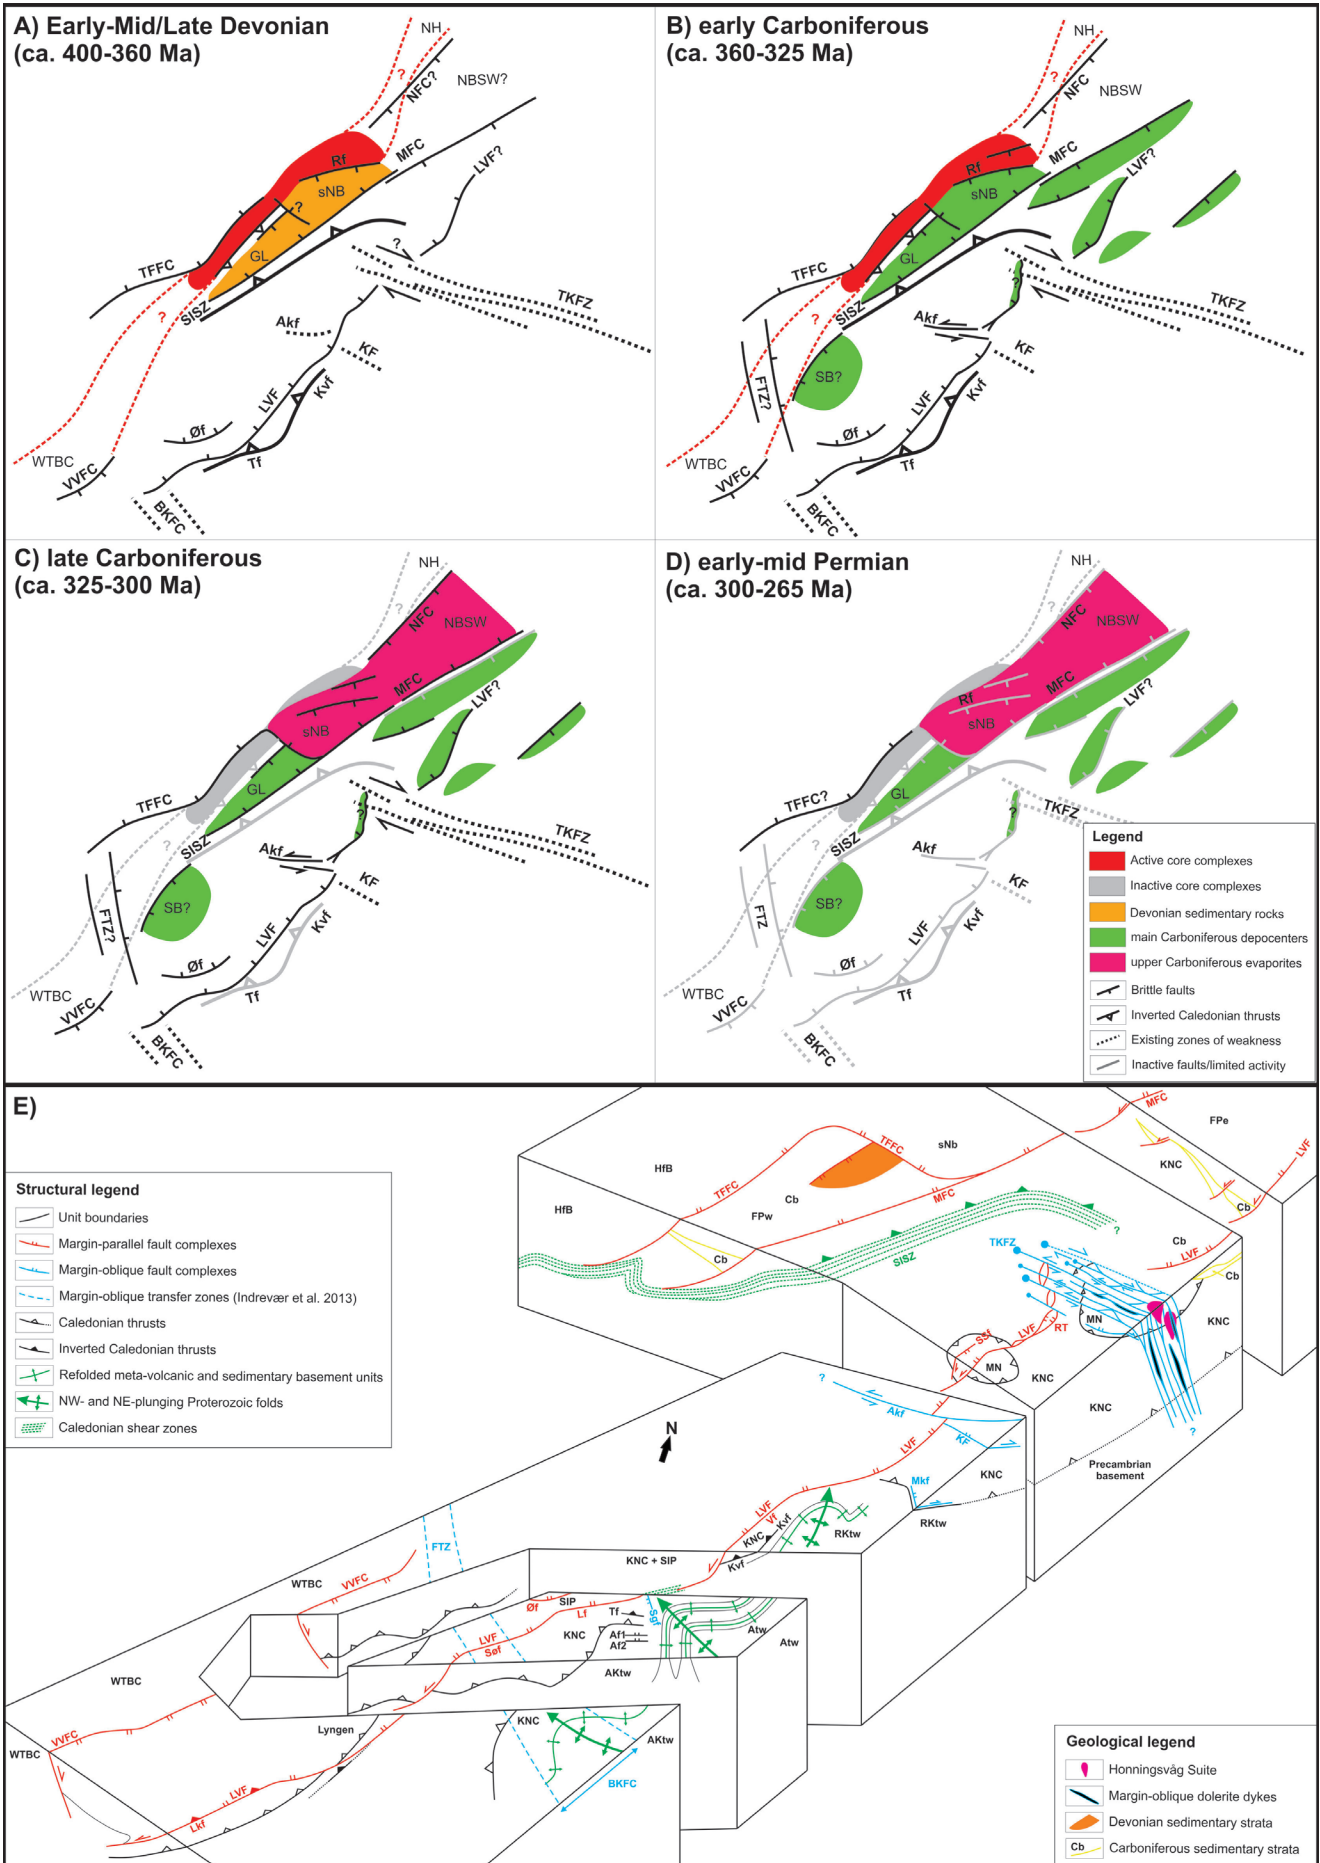 A) Early-Mid/Late Devonian
(ca. 400-360 Ma)
NH
?
NFC?
NBSW?
Rf
MFC
sNB
LVF?
?
GL
TFFC
?
SISZ
?
TKFZ
Akf
KF
LVF
Kvf
Øf
Tf
WTBC
VVFC
BKFC
B) early Carboniferous
(ca. 360-325 Ma)
NH
?
NFC
NBSW
Rf
MFC
sNB
LVF?
GL
TFFC
?
?
SISZ
TKFZ
Akf
KF
SB?
FTZ?
LVF
Kvf
Øf
Tf
WTBC
VVFC
BKFC
C) late Carboniferous
(ca. 325-300 Ma)
NH
?
NFC
NBSW
MFC
sNB
LVF?
GL
TFFC
?
?
SISZ
TKFZ
Akf
KF
SB?
FTZ?
LVF
Kvf
Øf
Tf
WTBC
VVFC
BKFC
D) early-mid Permian
(ca. 300-265 Ma)
NH
?
NFC
NBSW
Rf
MFC
sNB
LVF?
GL
TFFC?
?
?
SISZ
TKFZ
Akf
KF
SB?
FTZ
LVF
Kvf
Øf
Tf
WTBC
VVFC
BKFC
Legend
Active core complexes
Inactive core complexes
Devonian sedimentary rocks
main Carboniferous depocenters
upper Carboniferous evaporites
Brittle faults
Inverted Caledonian thrusts
Existing zones of weakness
Inactive faults/limited activity
E)
Structural legend
Unit boundaries
Margin-parallel fault complexes
Margin-oblique fault complexes
Margin-oblique transfer zones (Indrevær et al. 2013)
Caledonian thrusts
Inverted Caledonian thrusts
Refolded meta-volcanic and sedimentary basement units
NW- and NE-plunging Proterozoic folds
Caledonian shear zones
MFC
FPe
LVF
KNC
Cb
sNb
TFFC
HfB
TFFC
Cb
MFC
HfB
FPw
Cb
SISZ
?
TKFZ
Cb
LVF
Cb
KNC
MN
RT
LVF
Ssf
MN
KNC
KNC
?
Precambrian
basement
?
Akf
KF
LVF
KNC
Mkf
RKtw
N
LVF
Vf
KNC
Kvf
Kvf
RKtw
KNC + SIP
FTZ
WTBC
VVFC
SIP
Øf
Lf
Tf
Sgf
KNC
Af1
Af2
LVF
Søf
Atw
Atw
AKtw
WTBC
VVFC
WTBC
Lyngen
KNC
AKtw
BKFC
LVF
Lkf
Geological legend
Honningsvåg Suite
Margin-oblique dolerite dykes
Devonian sedimentary strata
Cb
Carboniferous sedimentary strata